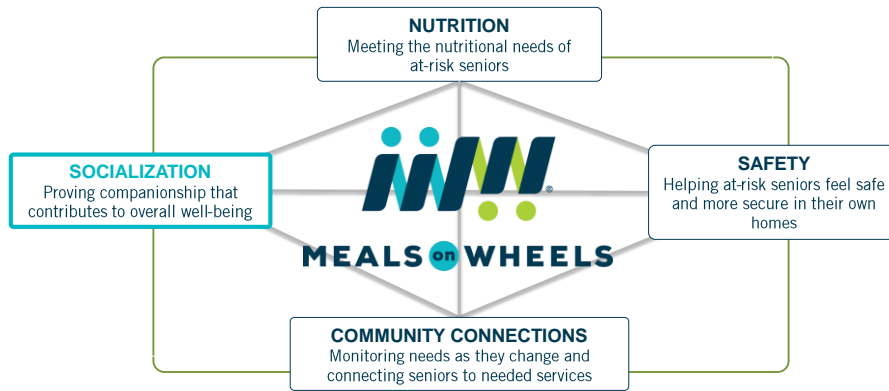 NUTRITION
Meeting the nutritional needs of
at-risk seniors
SOCIALIZATION
Proving companionship that
contributes to overall well-being
®
MEALS on WHEELS
SAFETY
Helping at-risk seniors feel safe
and more secure in their own
homes
COMMUNITY CONNECTIONS
Monitoring needs as they change and
connecting seniors to needed services